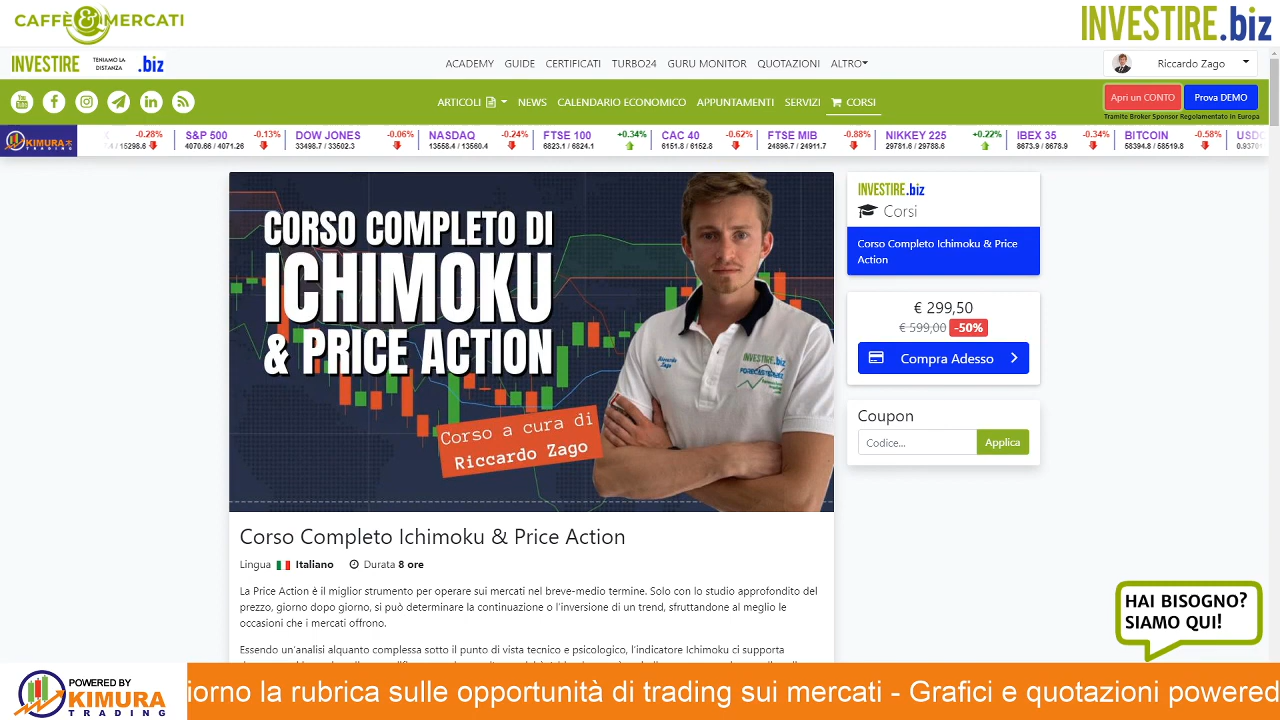 CAFFÈ & MERCATI
INVESTIRE.biz
INVESTIRE TENIAMO LA DISTANZA .biz
ACADEMY GUIDE CERTIFICATI TURBO24 GURU MONITOR QUOTAZIONI ALTRO
Riccardo Zago
ARTICOLI NEWS CALENDARIO ECONOMICO APPUNTAMENTI SERVIZI CORSI
Apri un CONTO Prova DEMO
Tramite Broker Sponsor Regolamentato in Europa
KIMURA TRADING
-0.28% S&P 500 -0.13% DOW JONES -0.06% NASDAQ -0.24% FTSE 100 +0.34% CAC 40 -0.62% FTSE MIB -0.88% NIKKEY 225 +0.22% IBEX 35 -0.34% BITCOIN -0.58% USD
/ 15298.6 4070.66 / 4071.26 33498.7 / 33502.3 13558.4 / 13560.4 6823.1 / 6824.1 6151.8 / 6152.8 24896.7 / 24911.7 29781.6 / 29788.6 8673.9 / 8678.9 58394.8 / 58519.8
CORSO COMPLETO DI
ICHIMOKU
& PRICE ACTION
Riccardo
Zago
INVESTIRE.biz
Corso a cura di
Riccardo Zago
INVESTIRE.biz
Corsi
Corso Completo Ichimoku & Price
Action
€ 299,50
€ 599,00 -50%
Compra Adesso
Coupon
Codice... Applica
Corso Completo Ichimoku & Price Action
Lingua Italiano Durata 8 ore
La Price Action è il miglior strumento per operare sui mercati nel breve-medio termine. Solo con lo studio approfondito del
prezzo, giorno dopo giorno, si può determinare la continuazione o l'inversione di un trend, sfruttandone al meglio le
occasioni che i mercati offrono.
Essendo un'analisi alquanto complessa sotto il punto di vista tecnico e psicologico, l'indicatore Ichimoku ci supporta
HAI BISOGNO?
SIAMO QUI!
POWERED BY
KIMURA
TRADING
iorno la rubrica sulle opportunità di trading sui mercati - Grafici e quotazioni powered